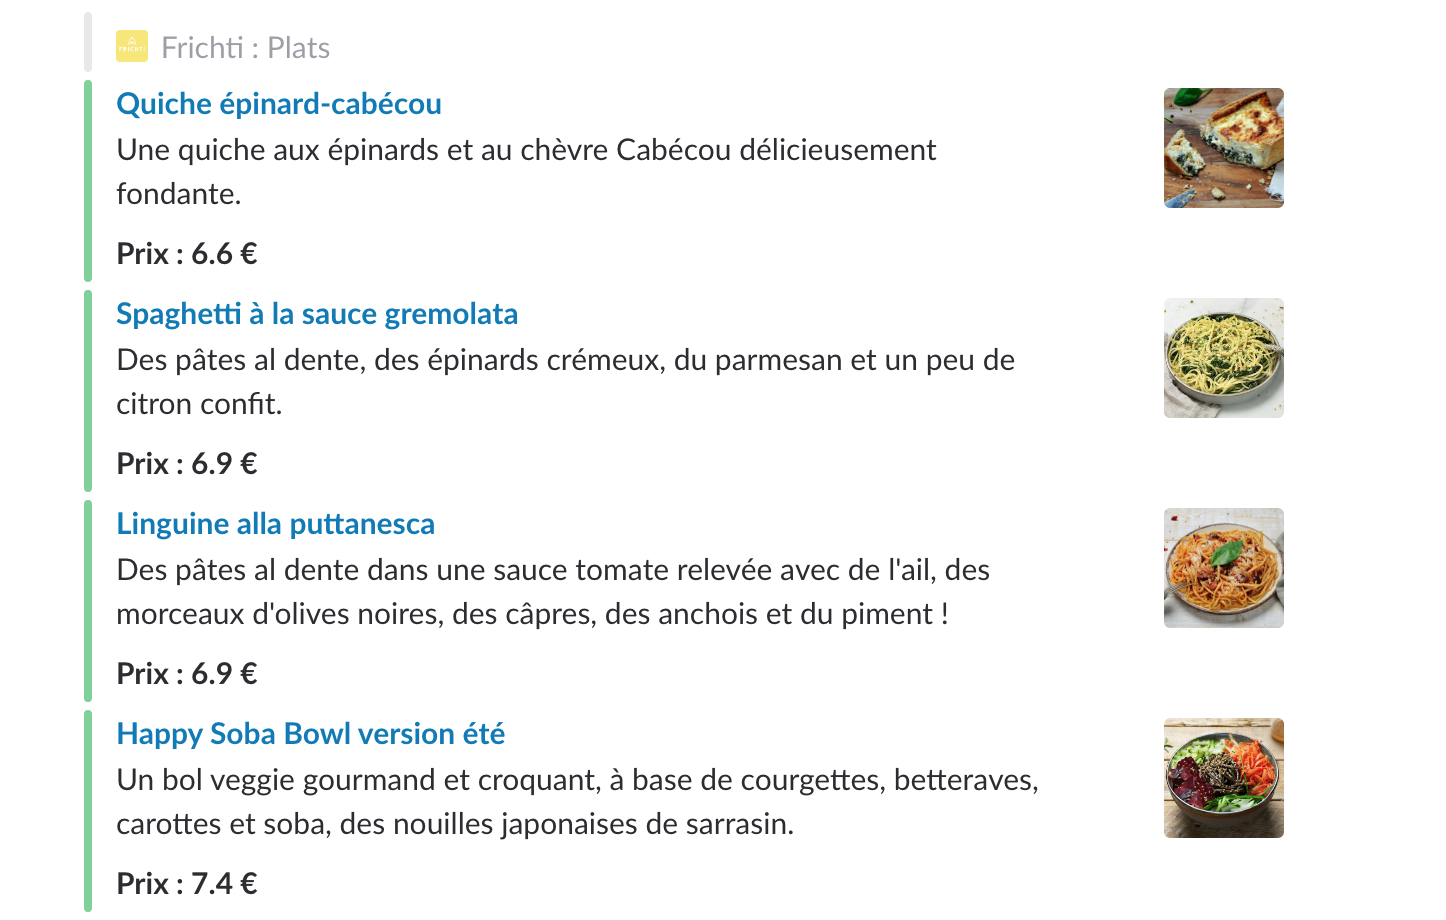 FRICHTI
Frichti : Plats
Quiche épinard-cabécou
Une quiche aux épinards et au chèvre Cabécou délicieusement
fondante.
Prix : 6.6 €
Spaghetti à la sauce gremolata
Des pâtes al dente, des épinards crémeux, du parmesan et un peu de
citron confit.
Prix : 6.9 €
Linguine alla puttanesca
Des pâtes al dente dans une sauce tomate relevée avec de l'ail, des
morceaux d'olives noires, des câpres, des anchois et du piment !
Prix : 6.9 €
Happy Soba Bowl version été
Un bol veggie gourmand et croquant, à base de courgettes, betteraves,
carottes et soba, des nouilles japonaises de sarrasin.
Prix : 7.4 €